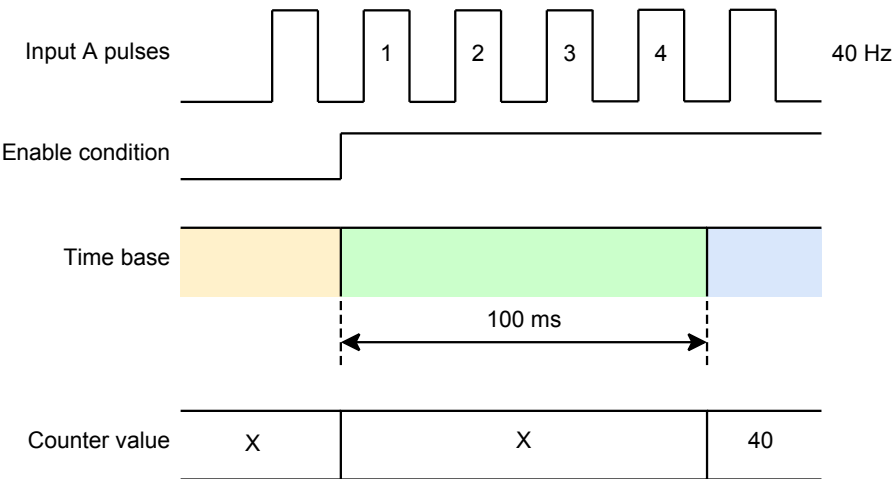 Input A pulses 1 2 3 4 40 Hz
Enable condition
Time base
100 ms
Counter value X X 40